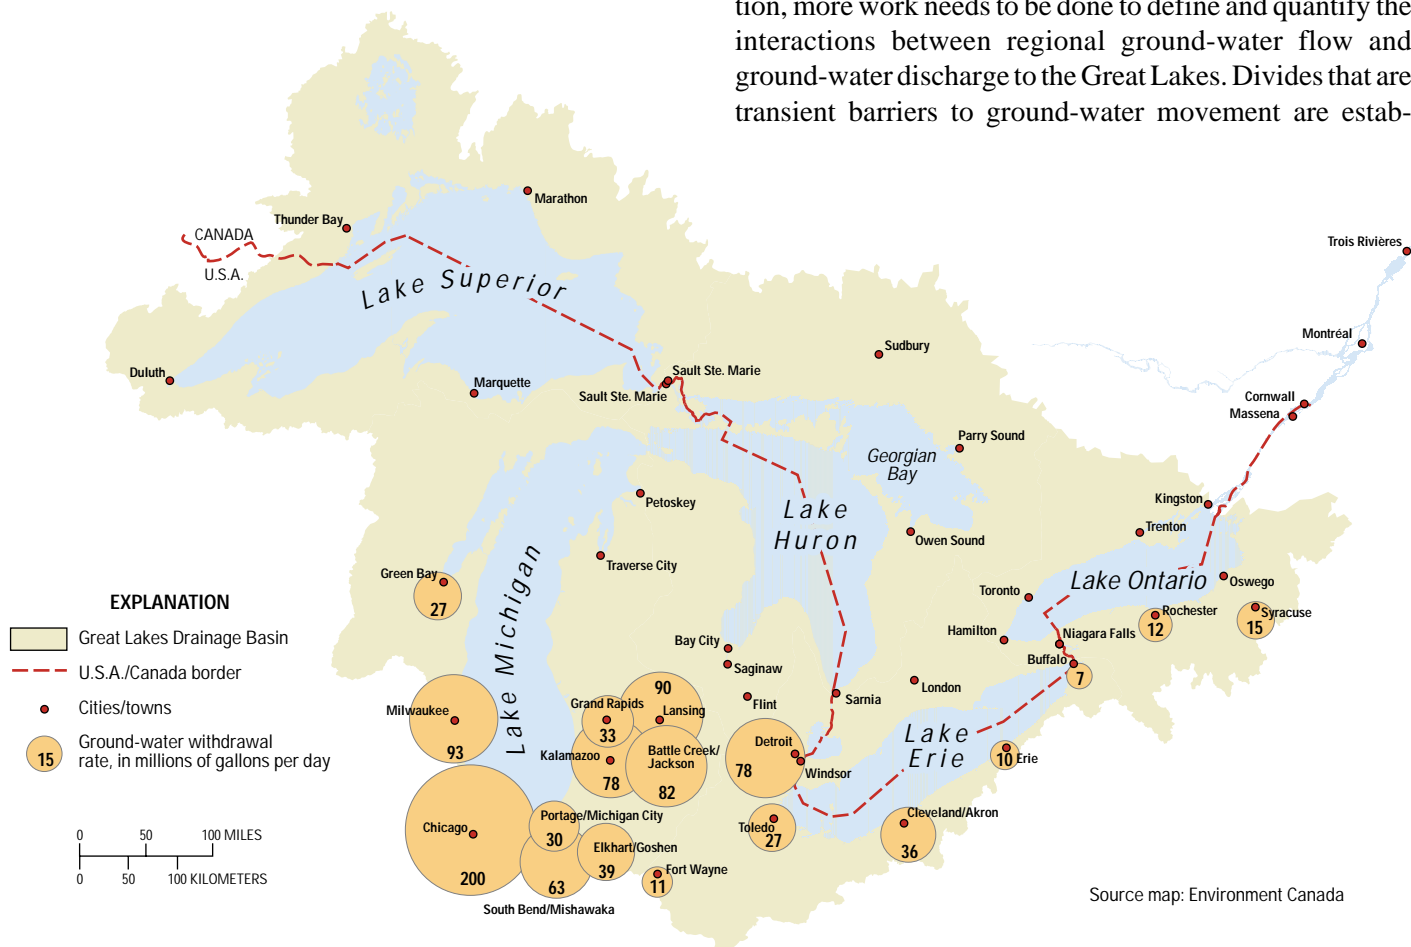 tion, more work needs to be done to define and quantify the
interactions between regional ground-water flow and
ground-water discharge to the Great Lakes. Divides that are
transient barriers to ground-water movement are estab-
Marathon
Thunder Bay
CANADA
U.S.A.
Trois Rivières
Lake Superior
Montréal
Sudbury
Duluth
Marquette
Sault Ste. Marie
Sault Ste. Marie
Cornwall
Massena
Parry Sound
Georgian
Bay
Petoskey
Kingston
Lake
Huron
Trenton
Owen Sound
Traverse City
Green Bay
27
Lake Michigan
Lake Ontario
Oswego
Toronto
Rochester
12
Syracuse
15
Hamilton
Niagara Falls
Bay City
Buffalo
7
Saginaw
EXPLANATION
Great Lakes Drainage Basin
U.S.A./Canada border
Cities/towns
15
Ground-water withdrawal
rate, in millions of gallons per day
London
Sarnia
Flint
90
Lansing
Grand Rapids
33
Milwaukee
93
Kalamazoo
78
Battle Creek/
Jackson
82
Detroit
78
Windsor
Lake
Erie
10
Erie
Cleveland/Akron
36
Toledo
27
Portage/Michigan City
30
Chicago
200
Elkhart/Goshen
39
63
South Bend/Mishawaka
Fort Wayne
11
0 50 100 MILES
0 50 100 KILOMETERS
Source map: Environment Canada